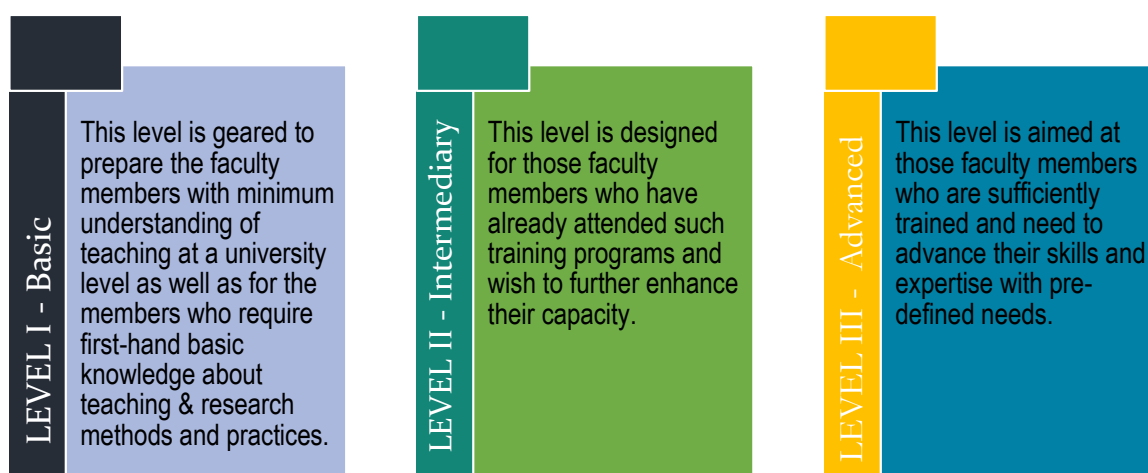 LEVEL I - Basic
This level is geared to
prepare the faculty
members with minimum
understanding of
teaching at a university
level as well as for the
members who require
first-hand basic
knowledge about
teaching & research
methods and practices.
LEVEL II - Intermediary
This level is designed
for those faculty
members who have
already attended such
training programs and
wish to further enhance
their capacity.
LEVEL III - Advanced
This level is aimed at
those faculty members
who are sufficiently
trained and need to
advance their skills and
expertise with pre-
defined needs.